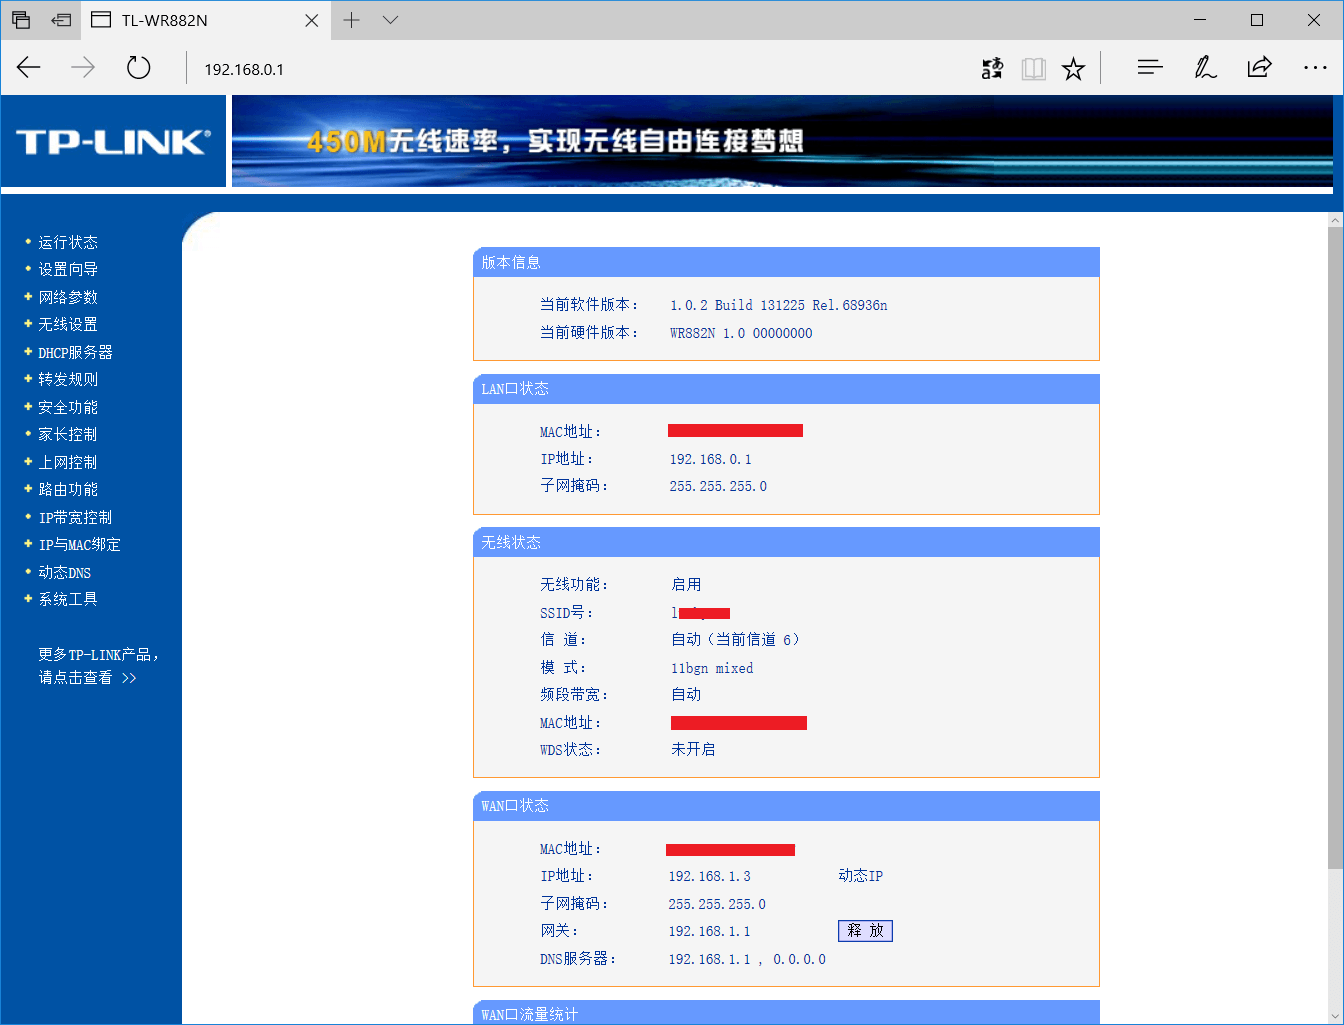 TL-WR882N
192.168.0.1
TP-LINK®
450M无线速率，实现无线自由连接梦想
运行状态
设置向导
网络参数
无线设置
DHCP服务器
转发规则
安全功能
家长控制
上网控制
路由功能
IP带宽控制
IP与MAC绑定
动态DNS
系统工具
更多TP-LINK产品，
请点击查看 >>
版本信息
当前软件版本： 1.0.2 Build 131225 Rel.68936n
当前硬件版本： WR882N 1.0 00000000
LAN口状态
MAC地址：
IP地址： 192.168.0.1
子网掩码： 255.255.255.0
无线状态
无线功能： 启用
SSID号：
信 道： 自动（当前信道 6）
模 式： 11bgn mixed
频段带宽： 自动
MAC地址：
WDS状态： 未开启
WAN口状态
MAC地址：
IP地址： 192.168.1.3 动态IP
子网掩码： 255.255.255.0
网关： 192.168.1.1 释 放
DNS服务器： 192.168.1.1 , 0.0.0.0
WAN口流量统计